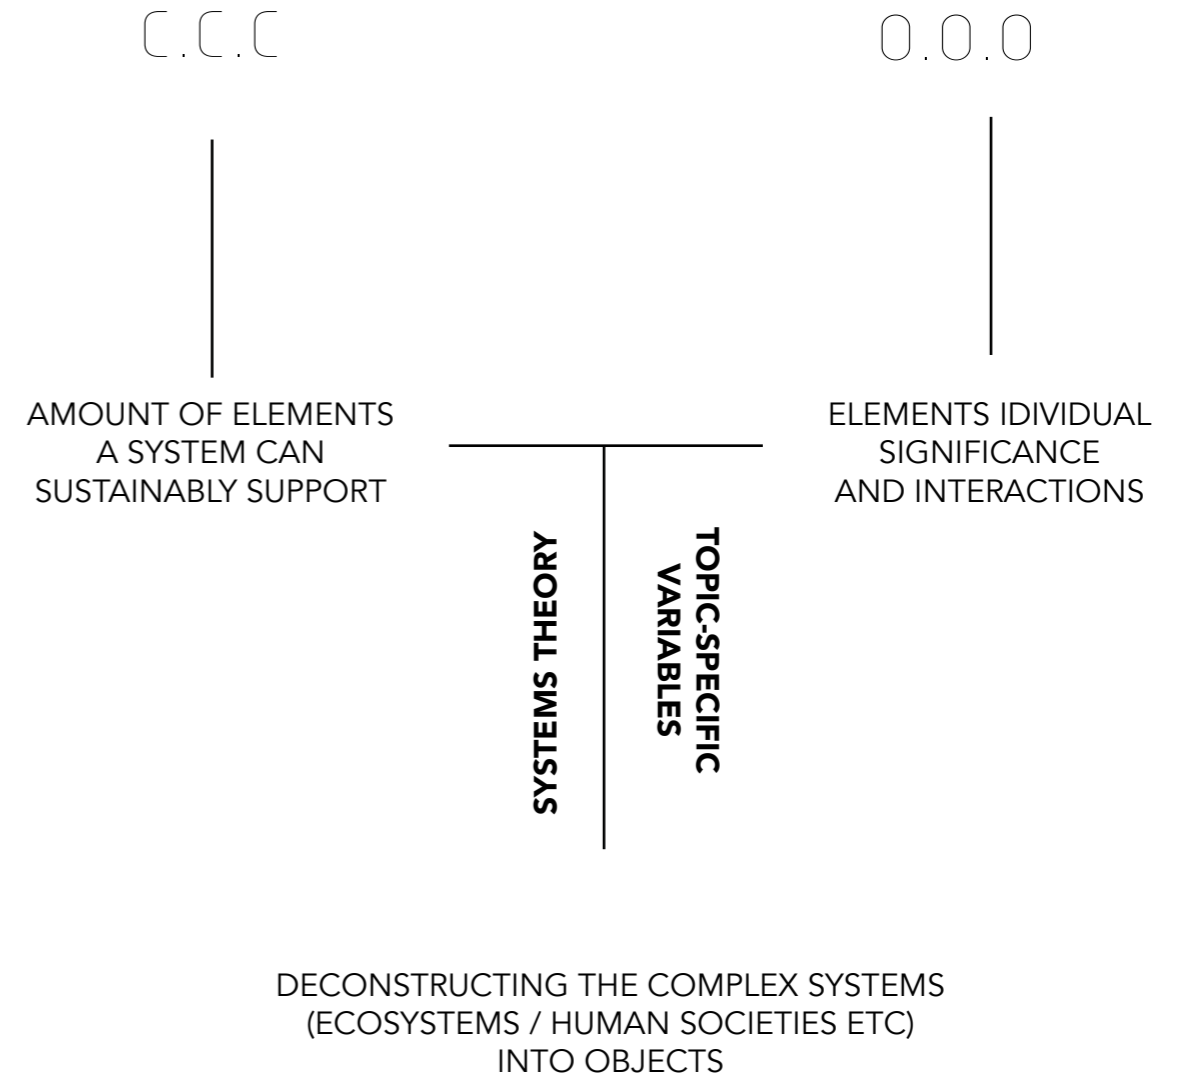 C.C.C
O.O.O
AMOUNT OF ELEMENTS
A SYSTEM CAN
SUSTAINABLY SUPPORT
ELEMENTS IDIVIDUAL
SIGNIFICANCE
AND INTERACTIONS
SYSTEMS THEORY
TOPIC-SPECIFIC
VARIABLES
DECONSTRUCTING THE COMPLEX SYSTEMS
(ECOSYSTEMS / HUMAN SOCIETIES ETC)
INTO OBJECTS